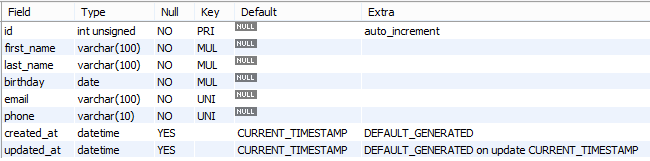 Field Type Null Key Default Extra
id int unsigned NO PRI NULL auto_increment
first_name varchar(100) NO MUL NULL
last_name varchar(100) NO MUL NULL
birthday date NO MUL NULL
email varchar(100) NO UNI NULL
phone varchar(10) NO UNI NULL
created_at datetime YES CURRENT_TIMESTAMP DEFAULT_GENERATED
updated_at datetime YES CURRENT_TIMESTAMP DEFAULT_GENERATED on update CURRENT_TIMESTAMP